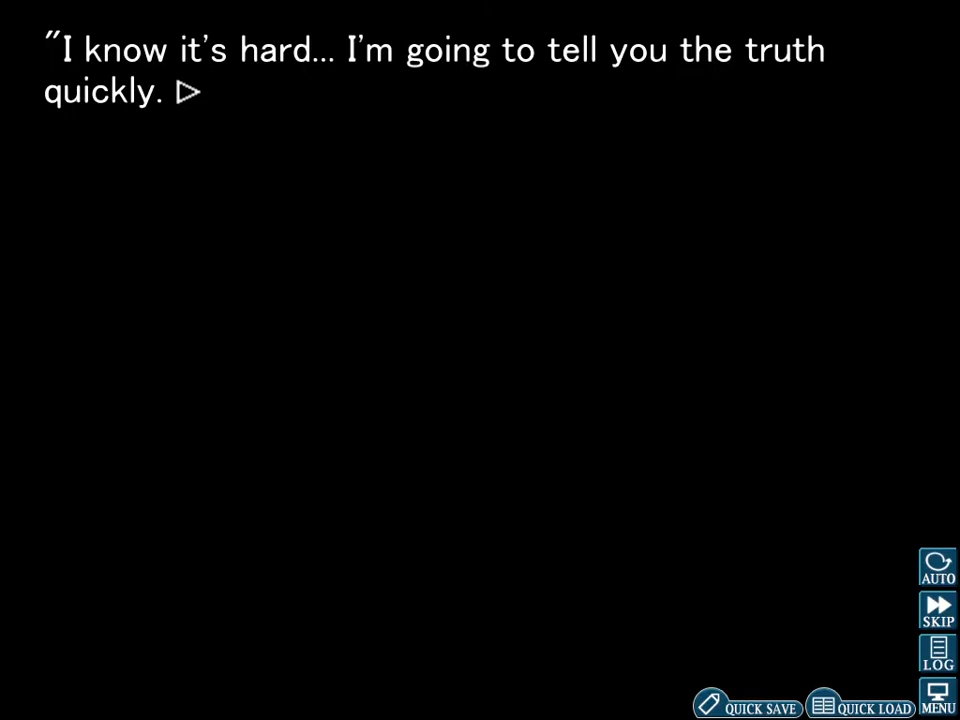 "I know it's hard... I'm going to tell you the truth
quickly.
AUTO
SKIP
LOG
QUICK SAVE
QUICK LOAD
MENU